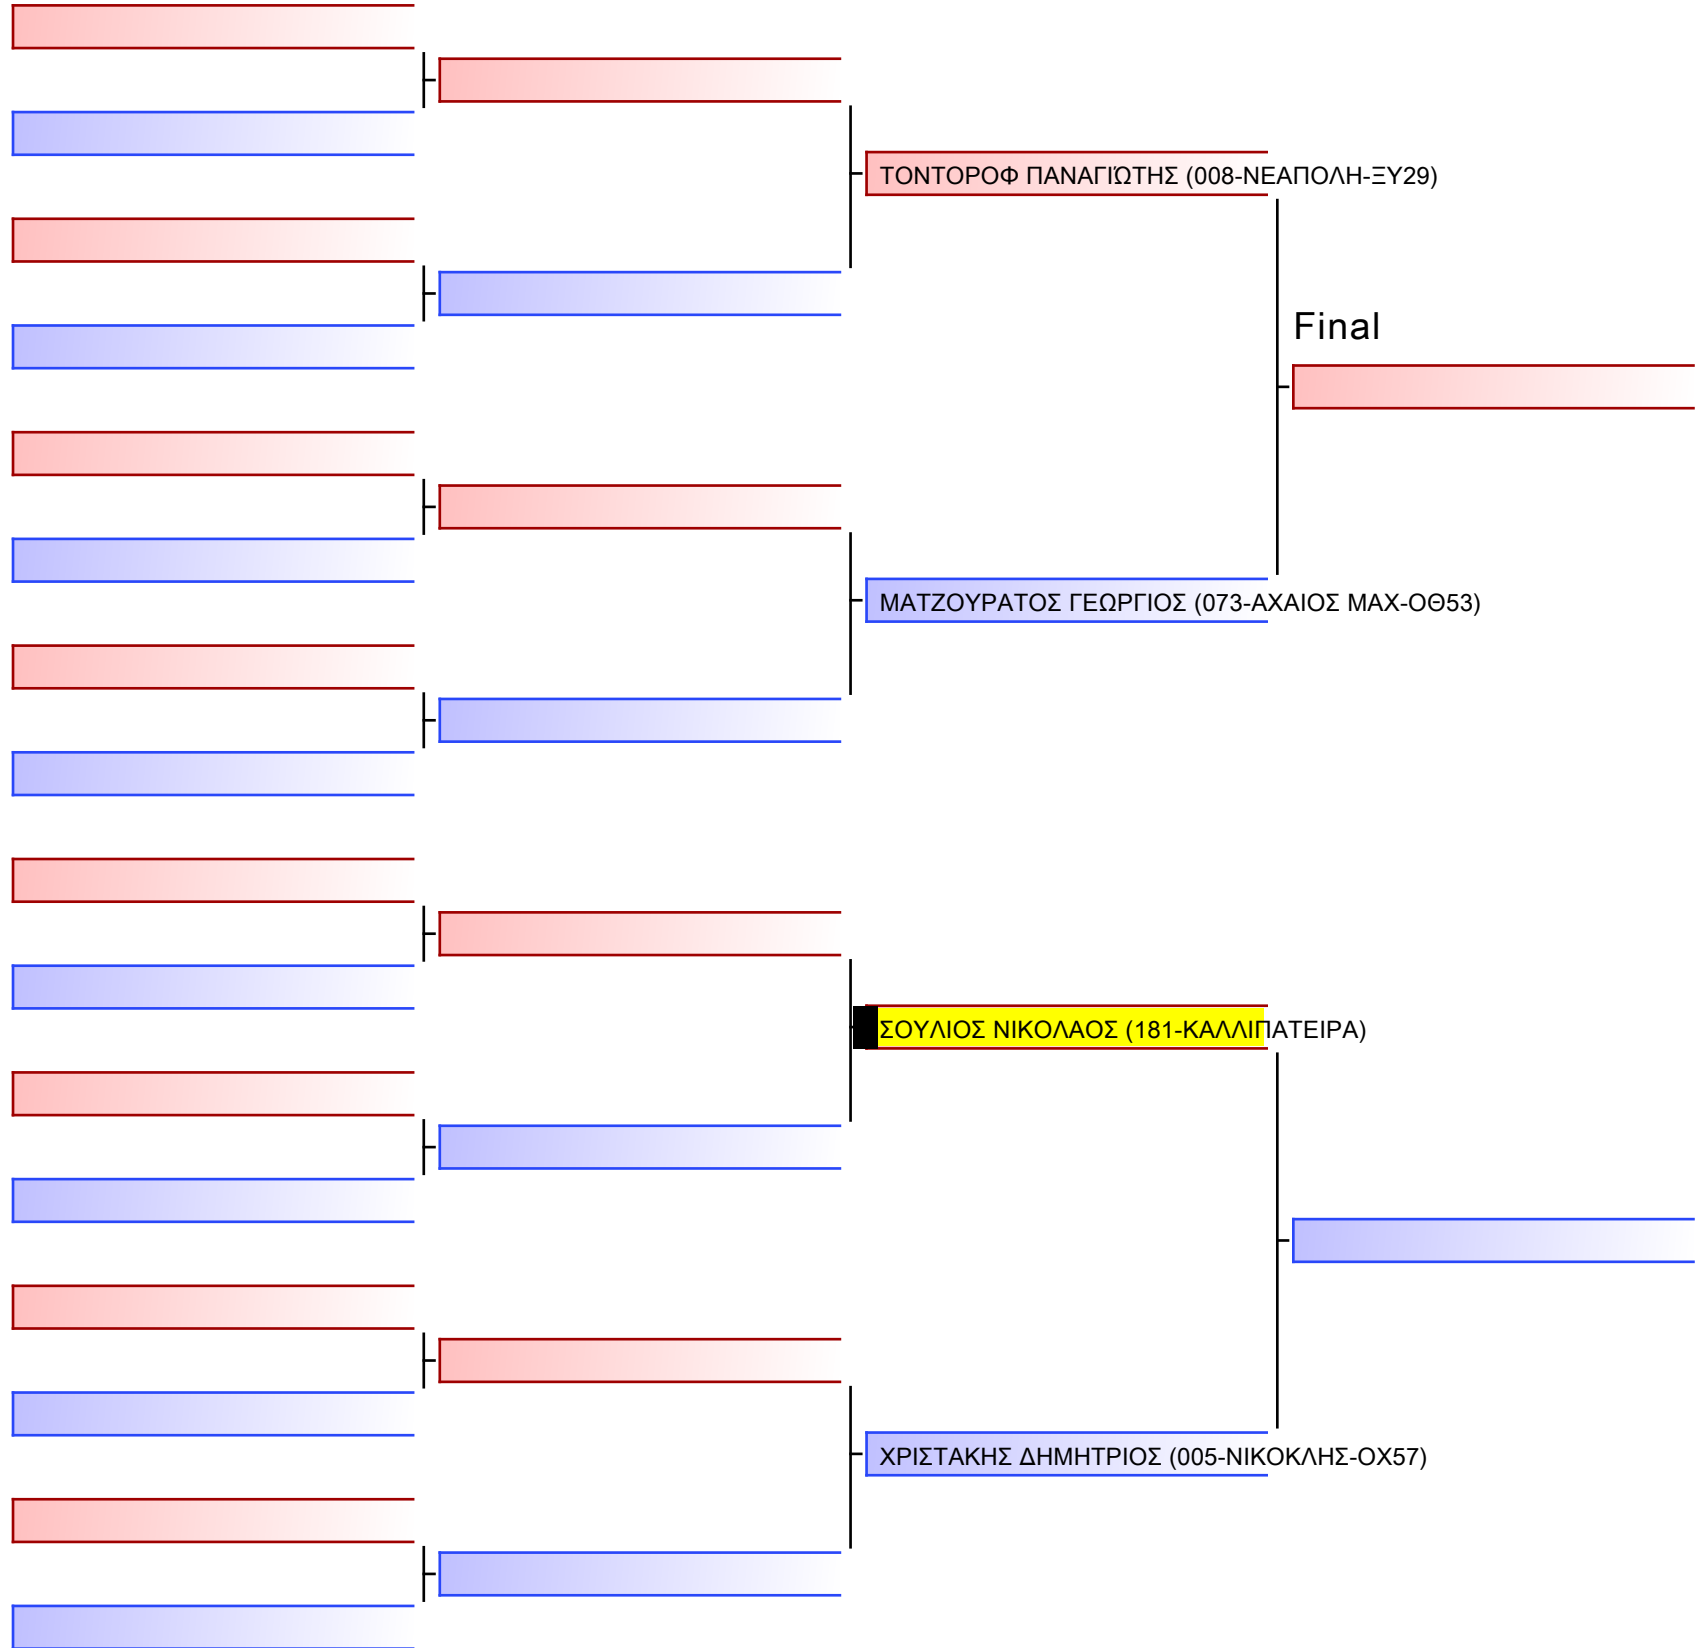 ΤΟΝΤΟΡΟΦ ΠΑΝΑΓΙΏΤΗΣ (008-ΝΕΑΠΟΛΗ-ΞΥ29)
Final
ΜΑΤΖΟΥΡΑΤΟΣ ΓΕΩΡΓΙΟΣ (073-ΑΧΑΙΟΣ ΜΑΧ-ΟΘ53)
ΣΟΥΛΙΟΣ ΝΙΚΟΛΑΟΣ (181-ΚΑΛΛΙΠΑΤΕΙΡΑ)
ΧΡΙΣΤΑΚΗΣ ΔΗΜΗΤΡΙΟΣ (005-ΝΙΚΟΚΛΗΣ-ΟΧ57)